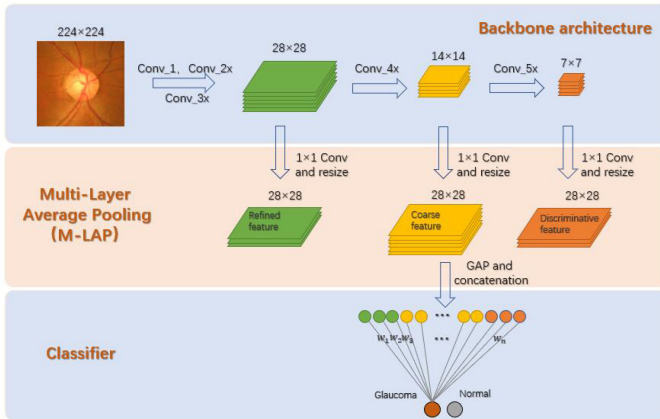 224×224
Backbone architecture
28×28
14×14
7×7
Conv_1, Conv_2x
Conv_3x
Conv_4x
Conv_5x
1×1 Conv
and resize
1×1 Conv
and resize
1×1 Conv
and resize
Multi-Layer
Average Pooling
(M-LAP)
28×28
28×28
28×28
Refined
feature
Coarse
feature
Discriminative
feature
GAP and
concatenation
...
Classifier
w₁ w₂ w₃
...
wₙ
Glaucoma
Normal